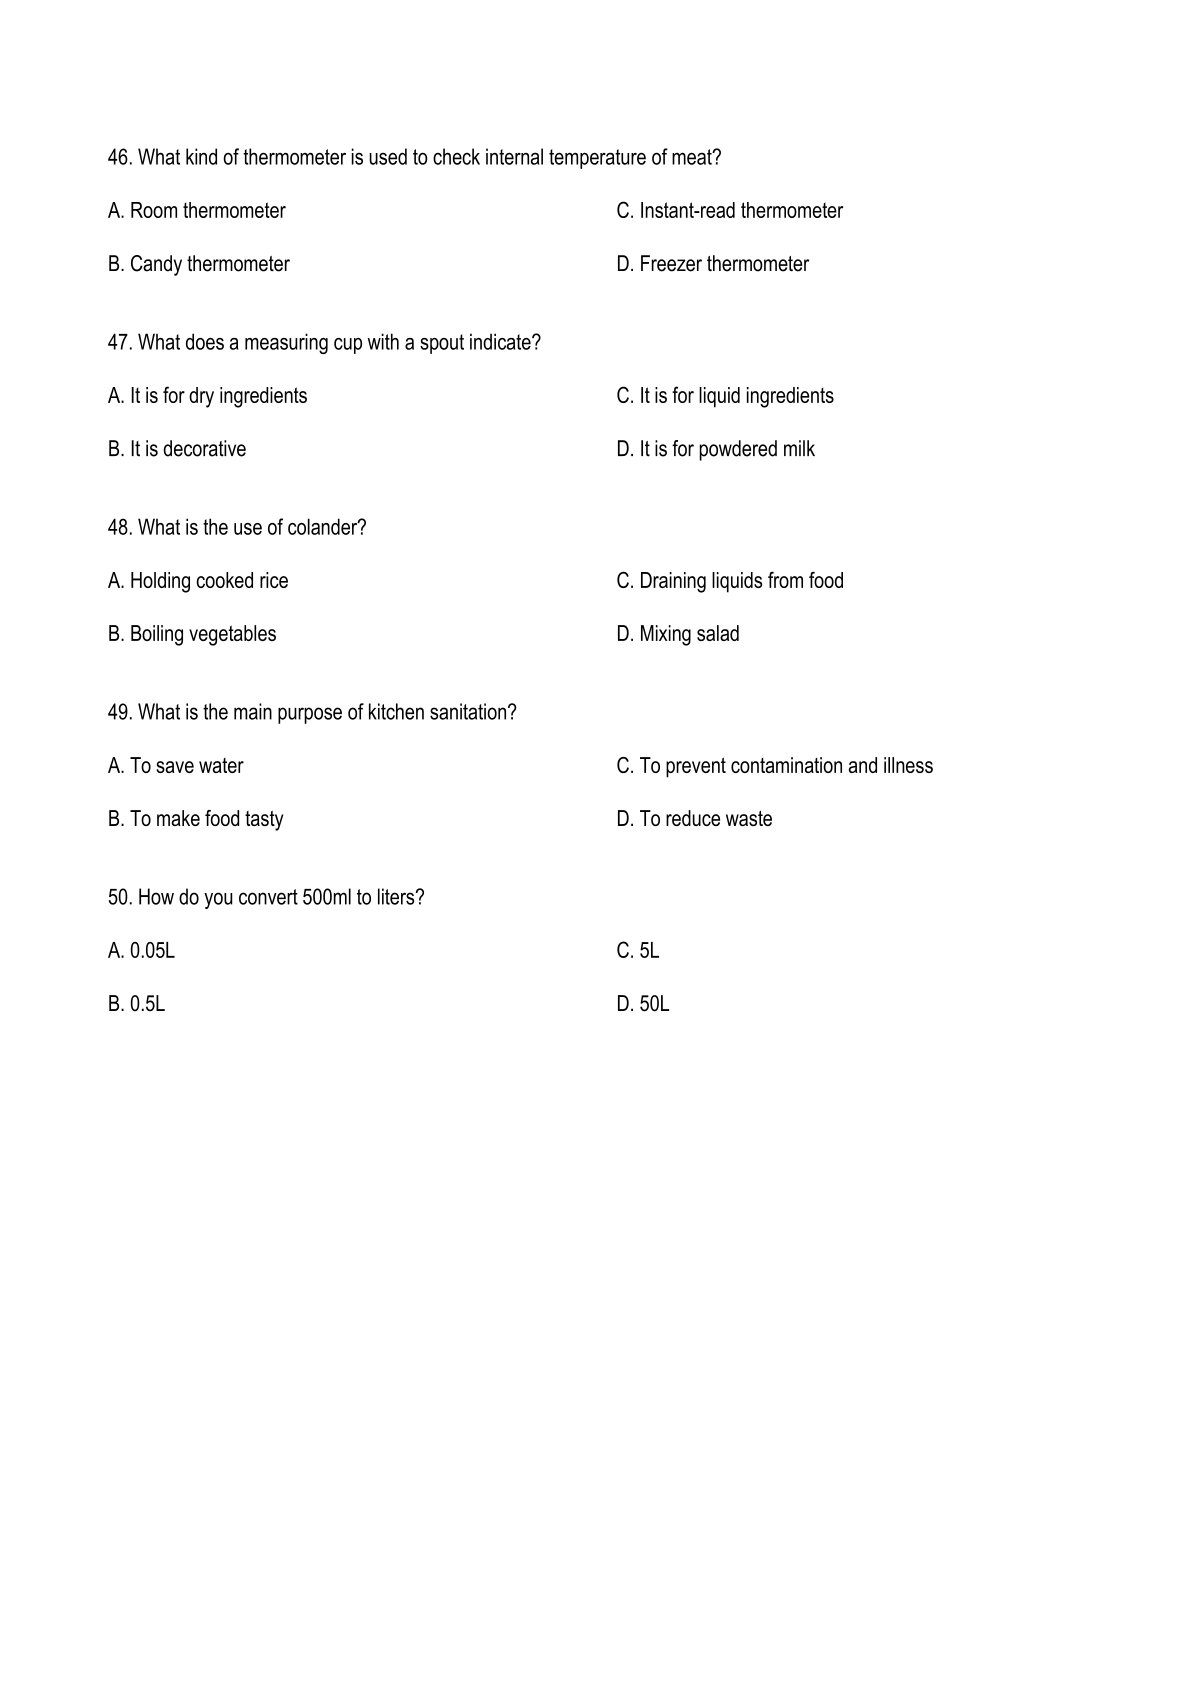 46. What kind of thermometer is used to check internal temperature of meat?
A. Room thermometer C. Instant-read thermometer
B. Candy thermometer D. Freezer thermometer
47. What does a measuring cup with a spout indicate?
A. It is for dry ingredients C. It is for liquid ingredients
B. It is decorative D. It is for powdered milk
48. What is the use of colander?
A. Holding cooked rice C. Draining liquids from food
B. Boiling vegetables D. Mixing salad
49. What is the main purpose of kitchen sanitation?
A. To save water C. To prevent contamination and illness
B. To make food tasty D. To reduce waste
50. How do you convert 500ml to liters?
A. 0.05L C. 5L
B. 0.5L D. 50L